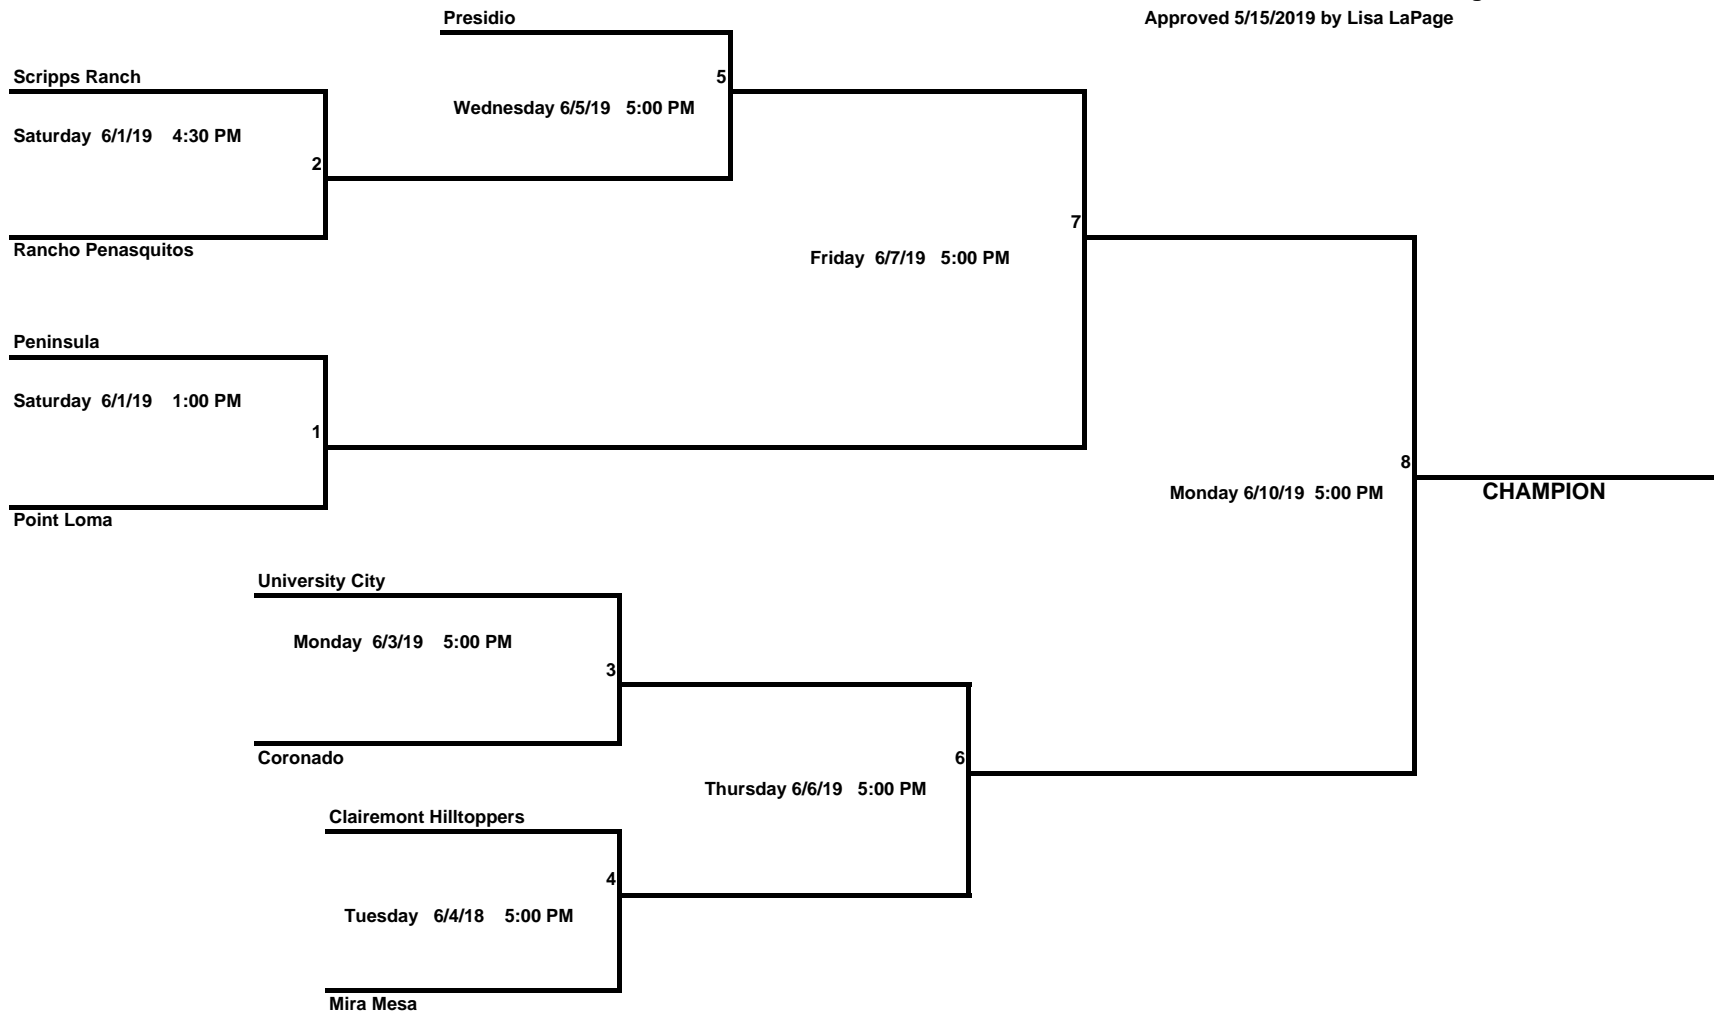 Presidio
Approved 5/15/2019 by Lisa LaPage
Scripps Ranch
5
Wednesday 6/5/19 5:00 PM
Saturday 6/1/19 4:30 PM
2
7
Rancho Penasquitos
Friday 6/7/19 5:00 PM
Peninsula
Saturday 6/1/19 1:00 PM
1
8
Monday 6/10/19 5:00 PM
CHAMPION
Point Loma
University City
Monday 6/3/19 5:00 PM
3
Coronado
6
Thursday 6/6/19 5:00 PM
Clairemont Hilltoppers
4
Tuesday 6/4/18 5:00 PM
Mira Mesa